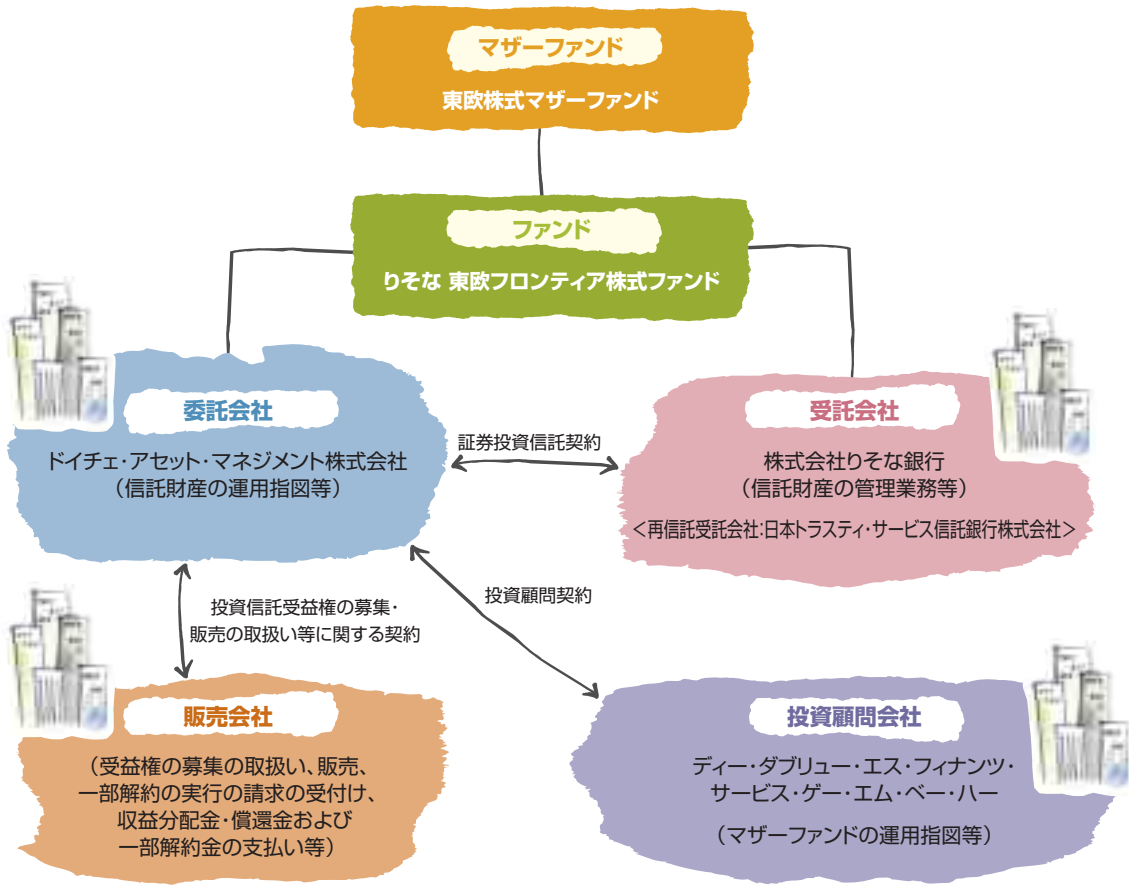 マザーファンド
東欧株式マザーファンド
ファンド
りそな 東欧フロンティア株式ファンド
委託会社
ドイチェ・アセット・マネジメント株式会社
（信託財産の運用指図等）
証券投資信託契約
受託会社
株式会社りそな銀行
（信託財産の管理業務等）
＜再信託受託会社:日本トラスティ・サービス信託銀行株式会社＞
投資信託受益権の募集・
販売の取扱い等に関する契約
投資顧問契約
販売会社
（受益権の募集の取扱い、販売、
一部解約の実行の請求の受付け、
収益分配金・償還金および
一部解約金の支払い等）
投資顧問会社
ディー・ダブリュー・エス・フィナンツ・
サービス・ゲー・エム・ベー・ハー
（マザーファンドの運用指図等）